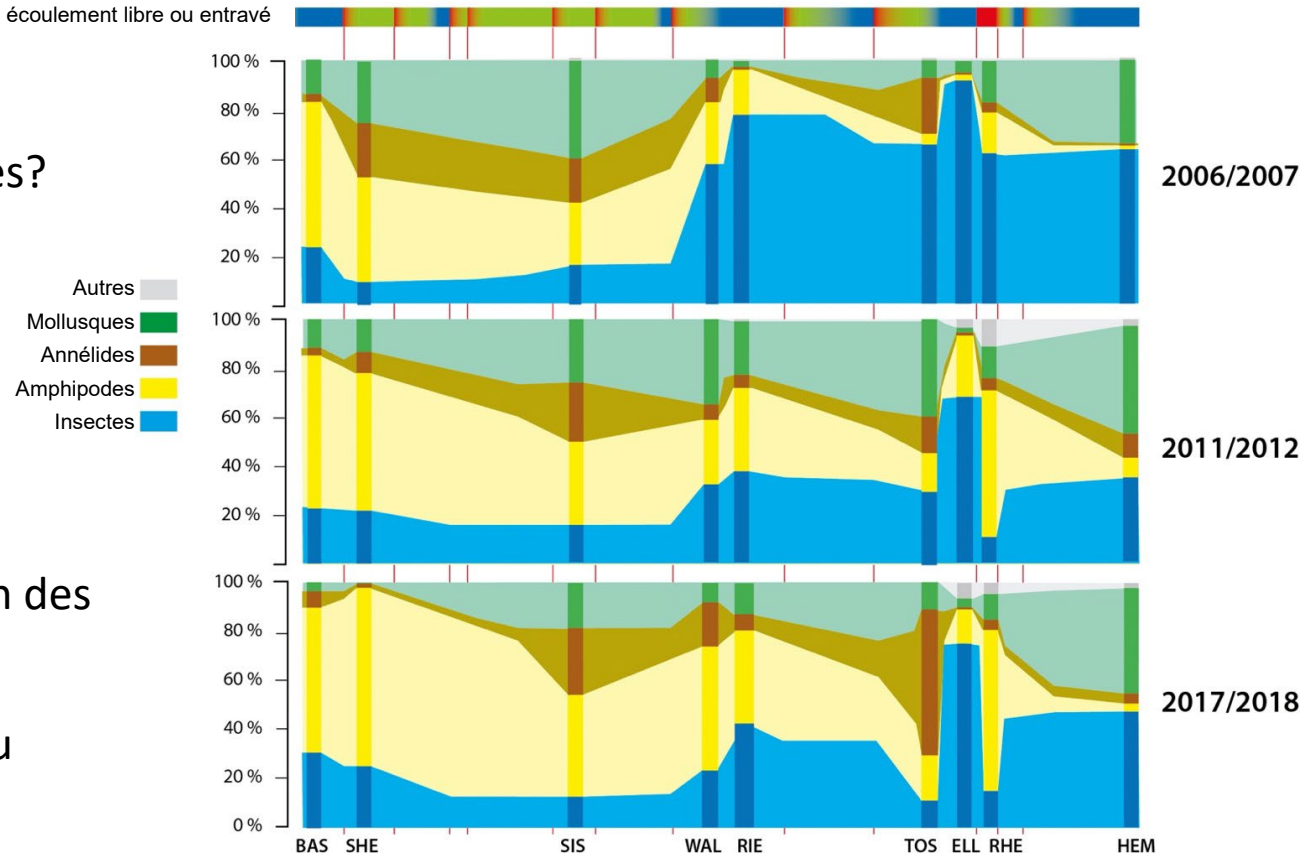 écoulement libre ou entravé
es?
n des
u
Autres
Mollusques
Annélides
Amphipodes
Insectes
100 %
80 %
60 %
40 %
20 %
2006/2007
100 %
80 %
60 %
40 %
20 %
2011/2012
100 %
80 %
60 %
40 %
20 %
0 %
2017/2018
BAS SHE SIS WAL RIE TOS ELL RHE HEM